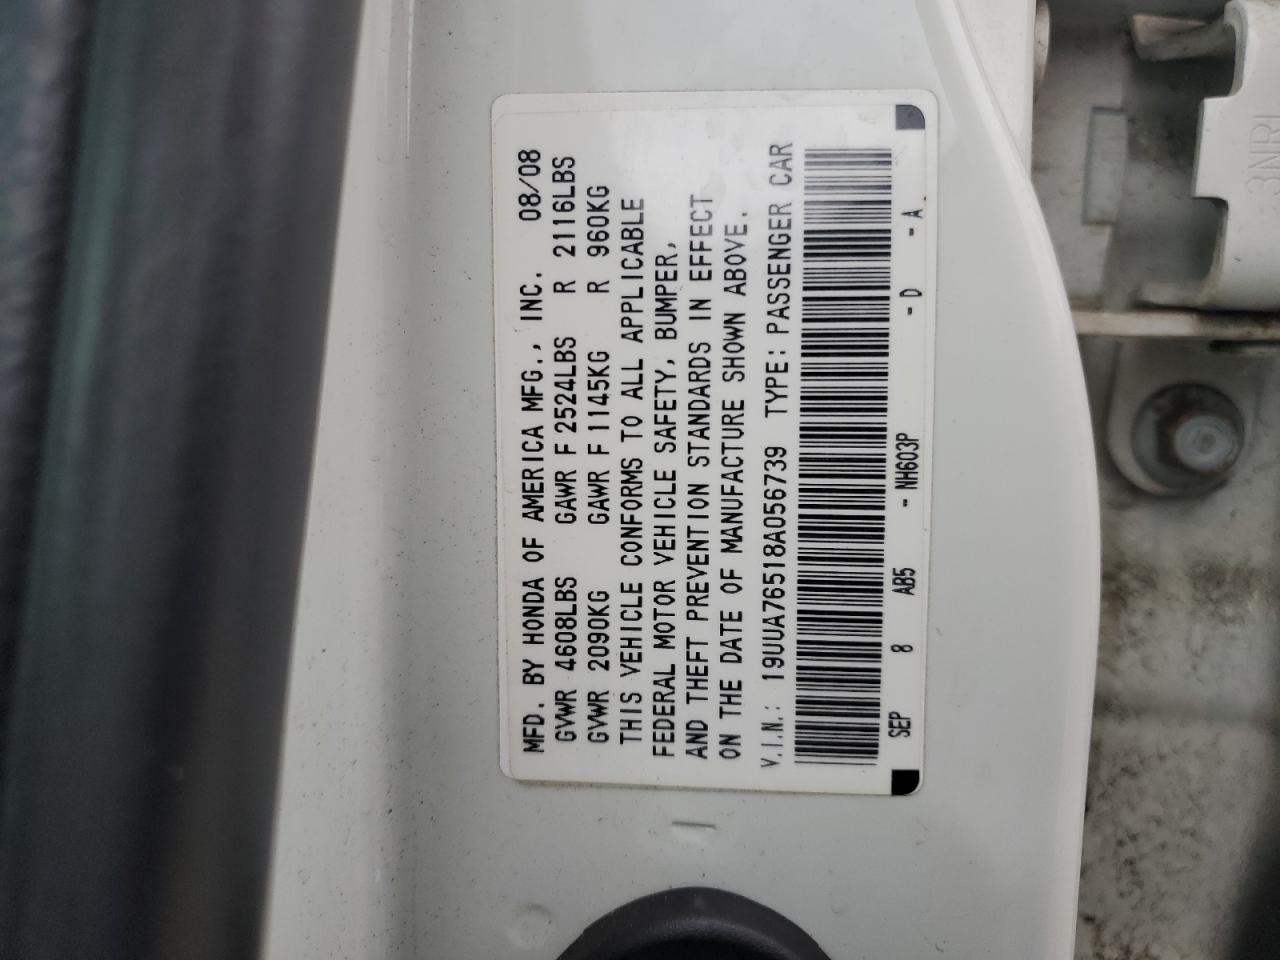 MFD. BY HONDA OF AMERICA MFG., INC. 08/08
GVWR 4608LBS GAWR F 2524LBS R 2116LBS
GVWR 2090KG GAWR F 1145KG R 960KG
THIS VEHICLE CONFORMS TO ALL APPLICABLE
FEDERAL MOTOR VEHICLE SAFETY, BUMPER,
AND THEFT PREVENTION STANDARDS IN EFFECT
ON THE DATE OF MANUFACTURE SHOWN ABOVE.
V.I.N.: 19UUA76518A056739 TYPE: PASSENGER CAR
SEP 8 AB5 - NH603P - D - A